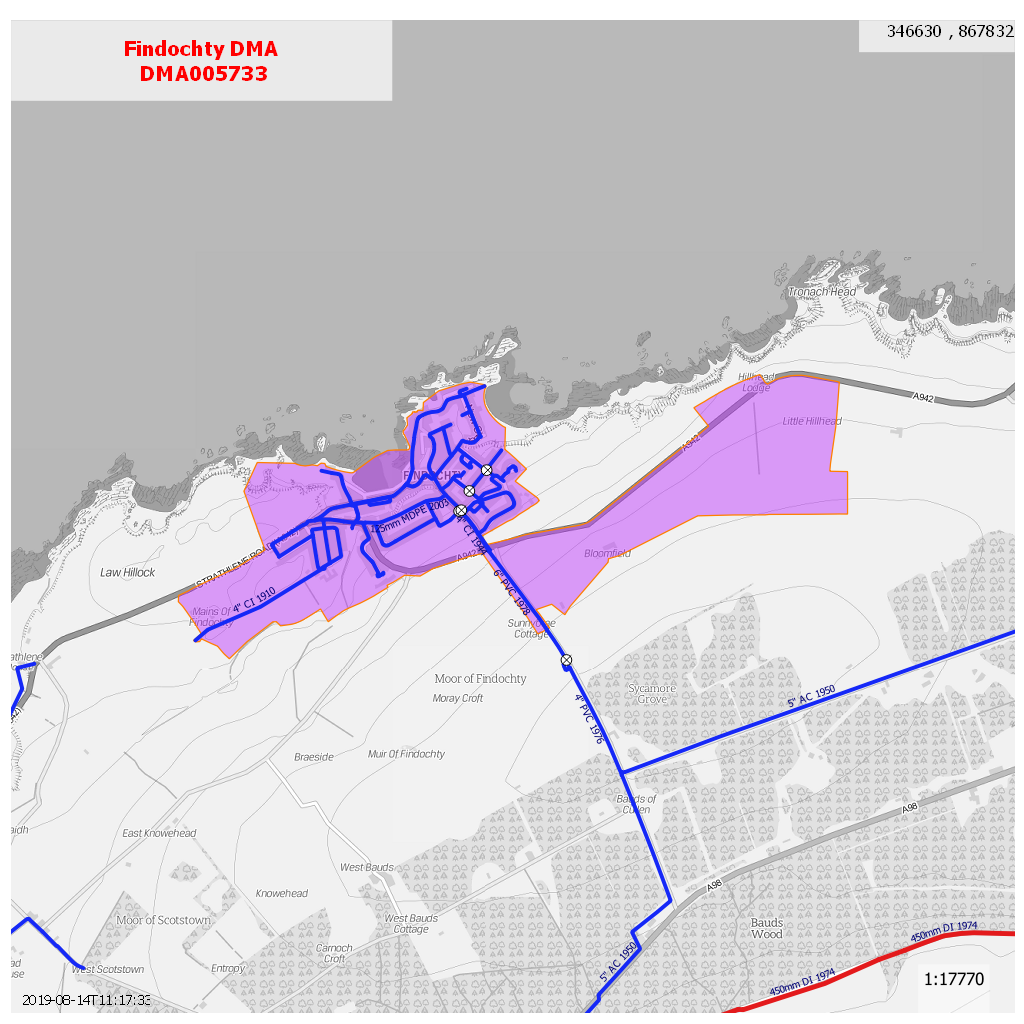 Findochty DMA
DMA005733
346630 , 867832
Tronach Head
Hillhead
Lodge
A942
Little Hillhead
A942
FINDOCHTY
125mm MDPE 2003
4" CI 1944
A942
Bloomfield
6" PVC 1978
Law Hillock
STRATHLENE ROAD
4" CI 1910
Mains Of
Findochty
Sunnyside
Cottage
Moor of Findochty
Moray Croft
Sycamore
Grove
5" AC 1950
4" PVC 1976
Braeside
Muir Of Findochty
Bauds of
Cullen
A98
East Knowehead
West Bauds
A98
Knowehead
Moor of Scotstown
West Bauds
Cottage
Bauds
Wood
450mm DI 1974
Carnoch
Croft
5" AC 1950
West Scotstown
Entropy
450mm DI 1974
1:17770
2019-08-14T11:17:33